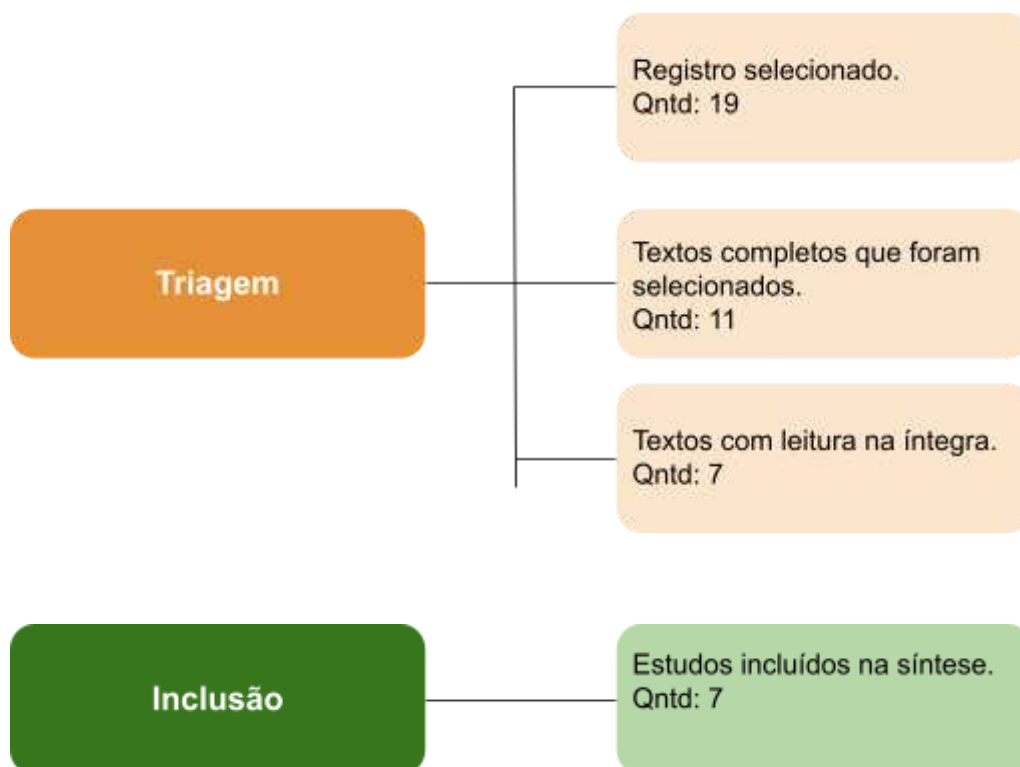 Registro selecionado.
Qntd: 19
Triagem
Textos completos que foram
selecionados.
Qntd: 11
Textos com leitura na íntegra.
Qntd: 7
Inclusão
Estudos incluídos na síntese.
Qntd: 7